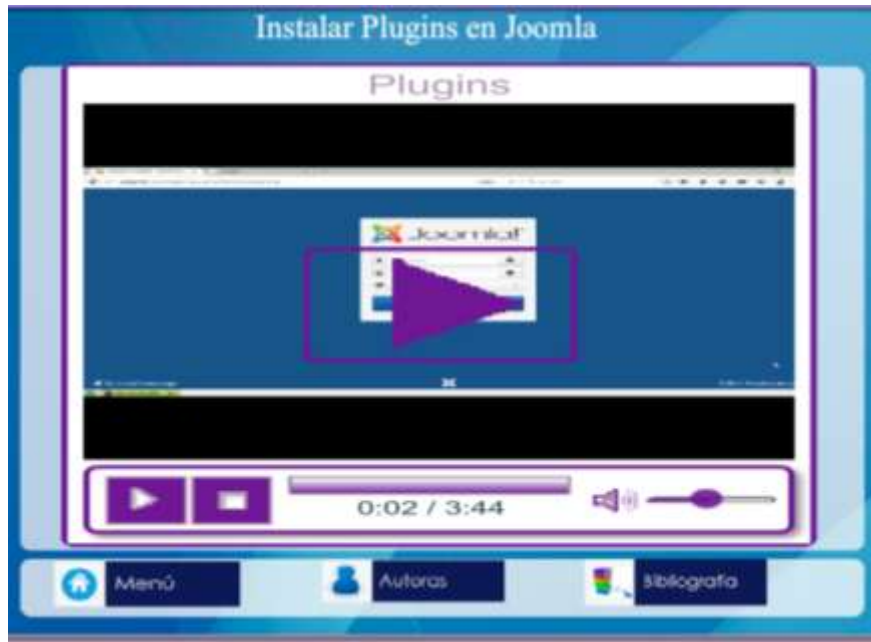 Instalar Plugins en Joomla
Plugins
Joomla!
0:02 / 3:44
Menú
Autoras
Bibliografía